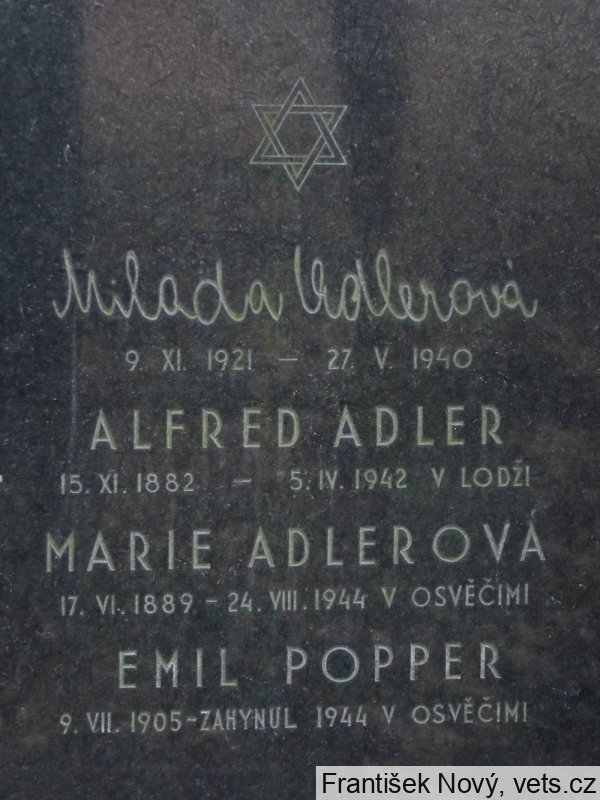 Milada Adlerová
9. XI. 1921 – 27. V. 1940
ALFRED ADLER
15. XI. 1882 – 5. IV. 1942 V LODŽI
MARIE ADLEROVÁ
17. VI. 1889 – 24. VIII. 1944 V OSVĚČIMI
EMIL POPPER
9. VII. 1905-ZAHYNUL 1944 V OSVĚČIMI
František Nový, vets.cz